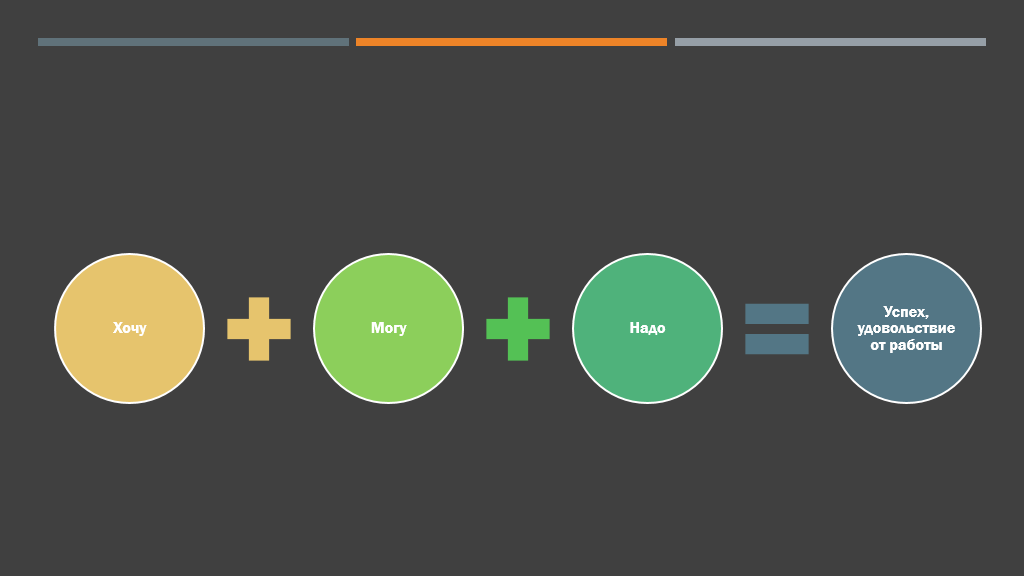 Хочу
Могу
Надо
Успех,
удовольствие
от работы